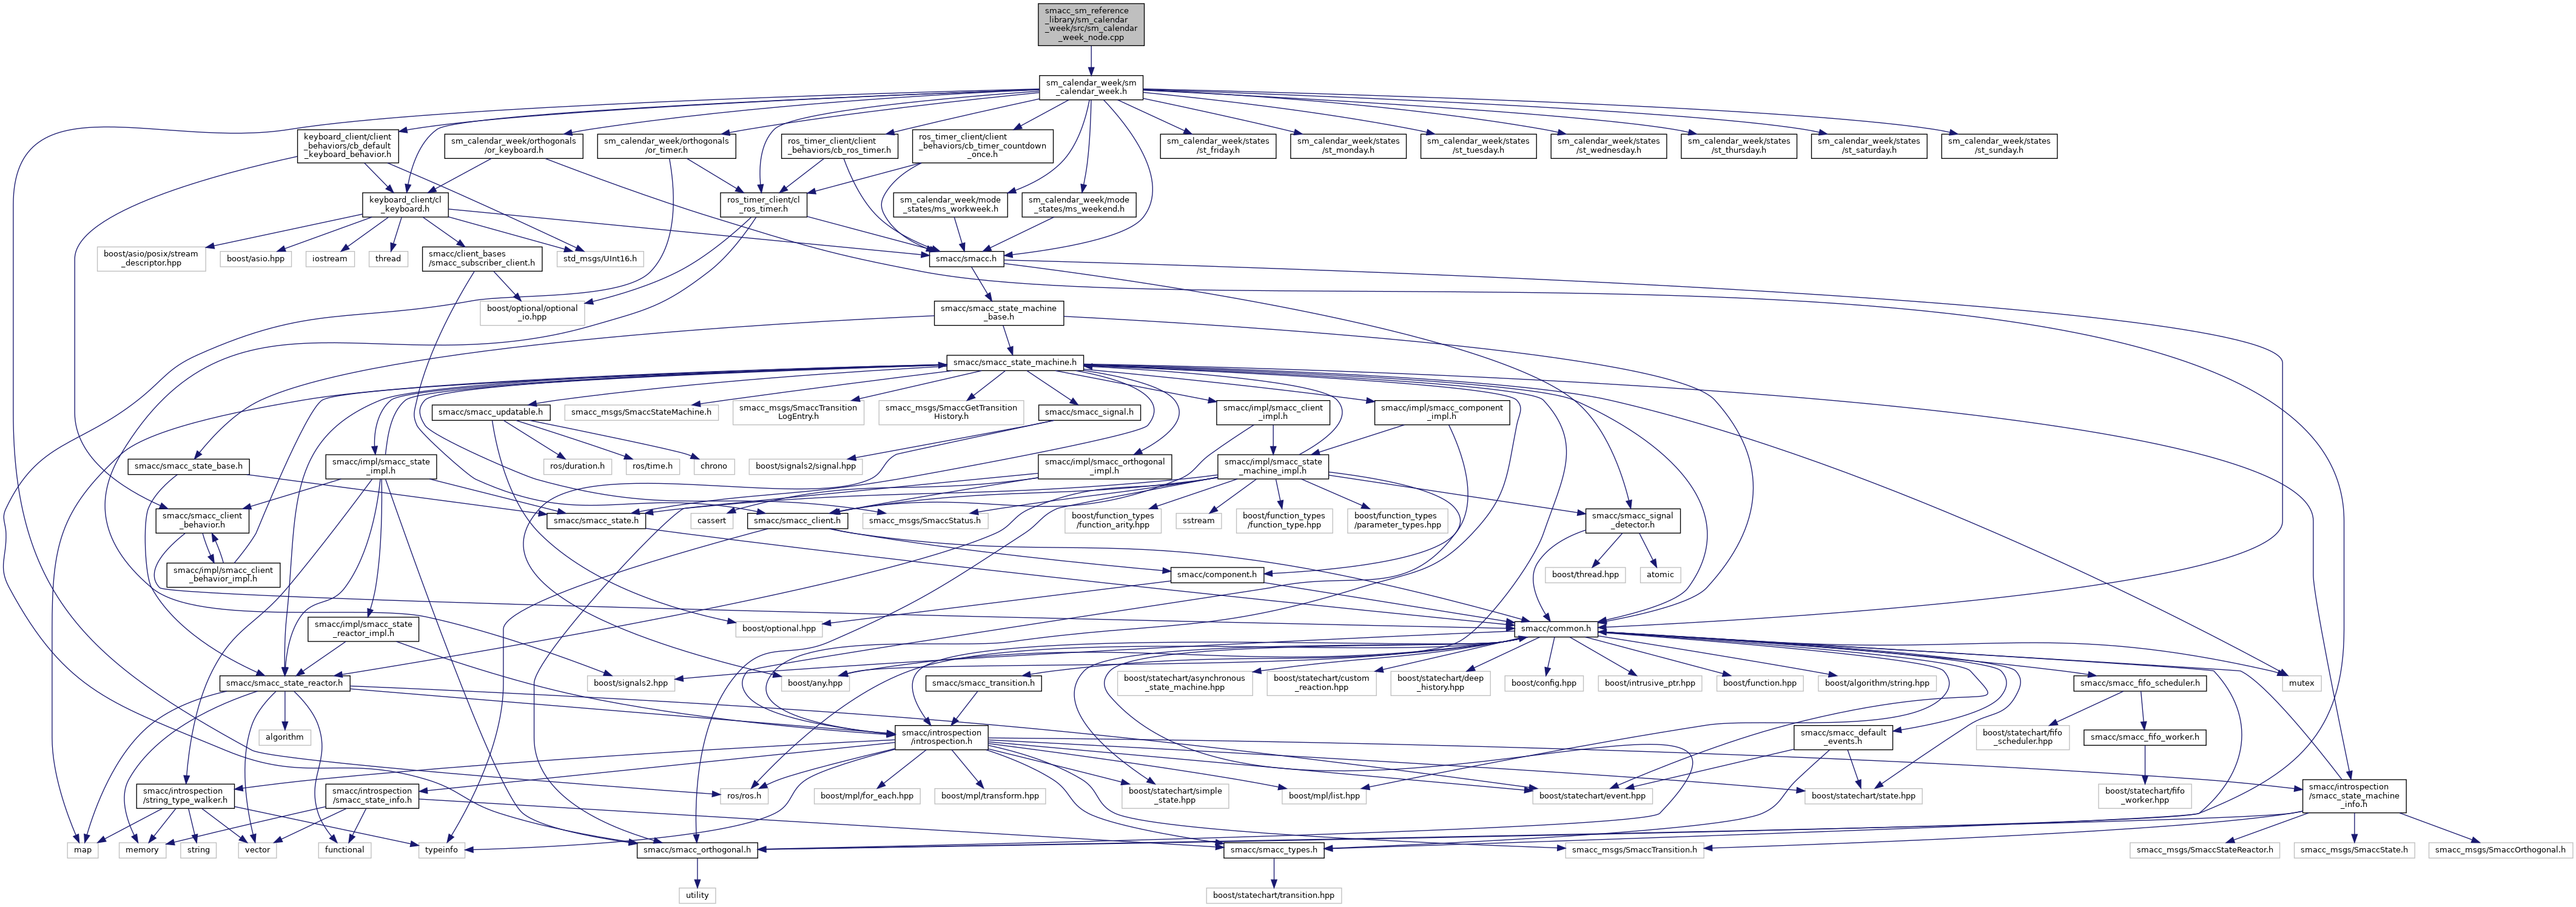 smacc_sm_reference
_library/sm_calendar
_week/src/sm_calendar
_week_node.cpp
sm_calendar_week/sm
_calendar_week.h
keyboard_client/client
_behaviors/cb_default
_keyboard_behavior.h
sm_calendar_week/orthogonals
/or_keyboard.h
sm_calendar_week/orthogonals
/or_timer.h
ros_timer_client/client
_behaviors/cb_ros_timer.h
ros_timer_client/client
_behaviors/cb_timer_countdown
_once.h
sm_calendar_week/states
/st_friday.h
sm_calendar_week/states
/st_monday.h
sm_calendar_week/states
/st_tuesday.h
sm_calendar_week/states
/st_wednesday.h
sm_calendar_week/states
/st_thursday.h
sm_calendar_week/states
/st_saturday.h
sm_calendar_week/states
/st_sunday.h
keyboard_client/cl
_keyboard.h
ros_timer_client/cl
_ros_timer.h
sm_calendar_week/mode
_states/ms_workweek.h
sm_calendar_week/mode
_states/ms_weekend.h
boost/asio/posix/stream
_descriptor.hpp
boost/asio.hpp
iostream
thread
smacc/client_bases
/smacc_subscriber_client.h
std_msgs/UInt16.h
smacc/smacc.h
boost/optional/optional
_io.hpp
smacc/smacc_state_machine
_base.h
smacc/smacc_state_machine.h
smacc/smacc_updatable.h
smacc_msgs/SmaccStateMachine.h
smacc_msgs/SmaccTransition
LogEntry.h
smacc_msgs/SmaccGetTransition
History.h
smacc/smacc_signal.h
smacc/impl/smacc_client
_impl.h
smacc/impl/smacc_component
_impl.h
smacc/smacc_state_base.h
smacc/impl/smacc_state
_impl.h
ros/duration.h
ros/time.h
chrono
boost/signals2/signal.hpp
smacc/impl/smacc_orthogonal
_impl.h
smacc/impl/smacc_state
_machine_impl.h
smacc/smacc_client
_behavior.h
smacc/smacc_state.h
cassert
smacc/smacc_client.h
smacc_msgs/SmaccStatus.h
boost/function_types
/function_arity.hpp
sstream
boost/function_types
/function_type.hpp
boost/function_types
/parameter_types.hpp
smacc/smacc_signal
_detector.h
smacc/impl/smacc_client
_behavior_impl.h
smacc/component.h
boost/thread.hpp
atomic
smacc/impl/smacc_state
_reactor_impl.h
boost/optional.hpp
smacc/common.h
smacc/smacc_state_reactor.h
boost/signals2.hpp
boost/any.hpp
smacc/smacc_transition.h
boost/statechart/asynchronous
_state_machine.hpp
boost/statechart/custom
_reaction.hpp
boost/statechart/deep
_history.hpp
boost/config.hpp
boost/intrusive_ptr.hpp
boost/function.hpp
boost/algorithm/string.hpp
smacc/smacc_fifo_scheduler.h
mutex
algorithm
smacc/introspection
/introspection.h
smacc/smacc_default
_events.h
boost/statechart/fifo
_scheduler.hpp
smacc/smacc_fifo_worker.h
smacc/introspection
/string_type_walker.h
smacc/introspection
/smacc_state_info.h
ros/ros.h
boost/mpl/for_each.hpp
boost/mpl/transform.hpp
boost/statechart/simple
_state.hpp
boost/mpl/list.hpp
boost/statechart/event.hpp
boost/statechart/state.hpp
boost/statechart/fifo
_worker.hpp
smacc/introspection
/smacc_state_machine
_info.h
map
memory
string
vector
functional
typeinfo
smacc/smacc_orthogonal.h
smacc/smacc_types.h
smacc_msgs/SmaccTransition.h
smacc_msgs/SmaccStateReactor.h
smacc_msgs/SmaccState.h
smacc_msgs/SmaccOrthogonal.h
utility
boost/statechart/transition.hpp